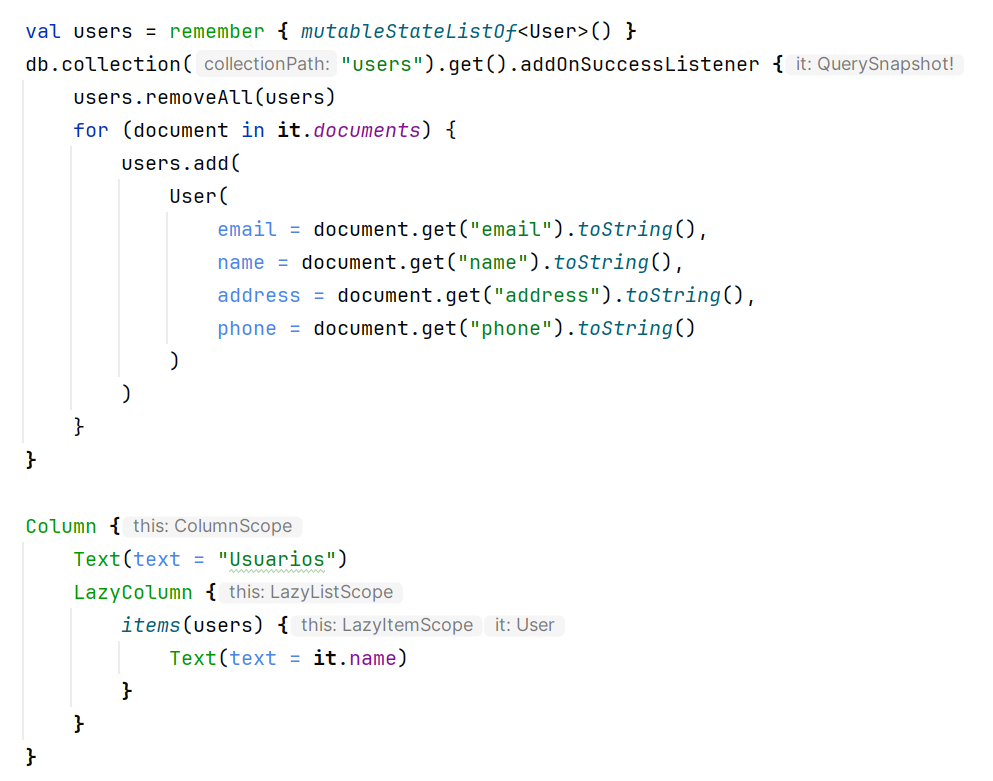 val users = remember { mutableStateListOf<User>() }
db.collection( collectionPath: "users").get().addOnSuccessListener { it: QuerySnapshot!
    users.removeAll(users)
    for (document in it.documents) {
        users.add(
            User(
                email = document.get("email").toString(),
                name = document.get("name").toString(),
                address = document.get("address").toString(),
                phone = document.get("phone").toString()
            )
        )
    }
}
Column { this: ColumnScope
    Text(text = "Usuarios")
    LazyColumn { this: LazyListScope
        items(users) { this: LazyItemScope it: User
            Text(text = it.name)
        }
    }
}